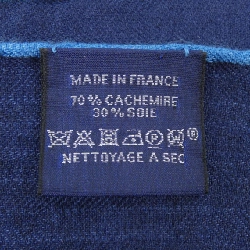 MADE IN FRANCE
70 % CACHEMIRE
30 % SOIE
®
NETTOYAGE A SEC